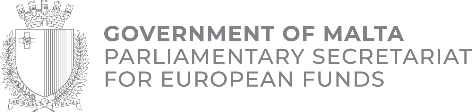 GOVERNMENT OF MALTA
PARLIAMENTARY SECRETARIAT
FOR EUROPEAN FUNDS